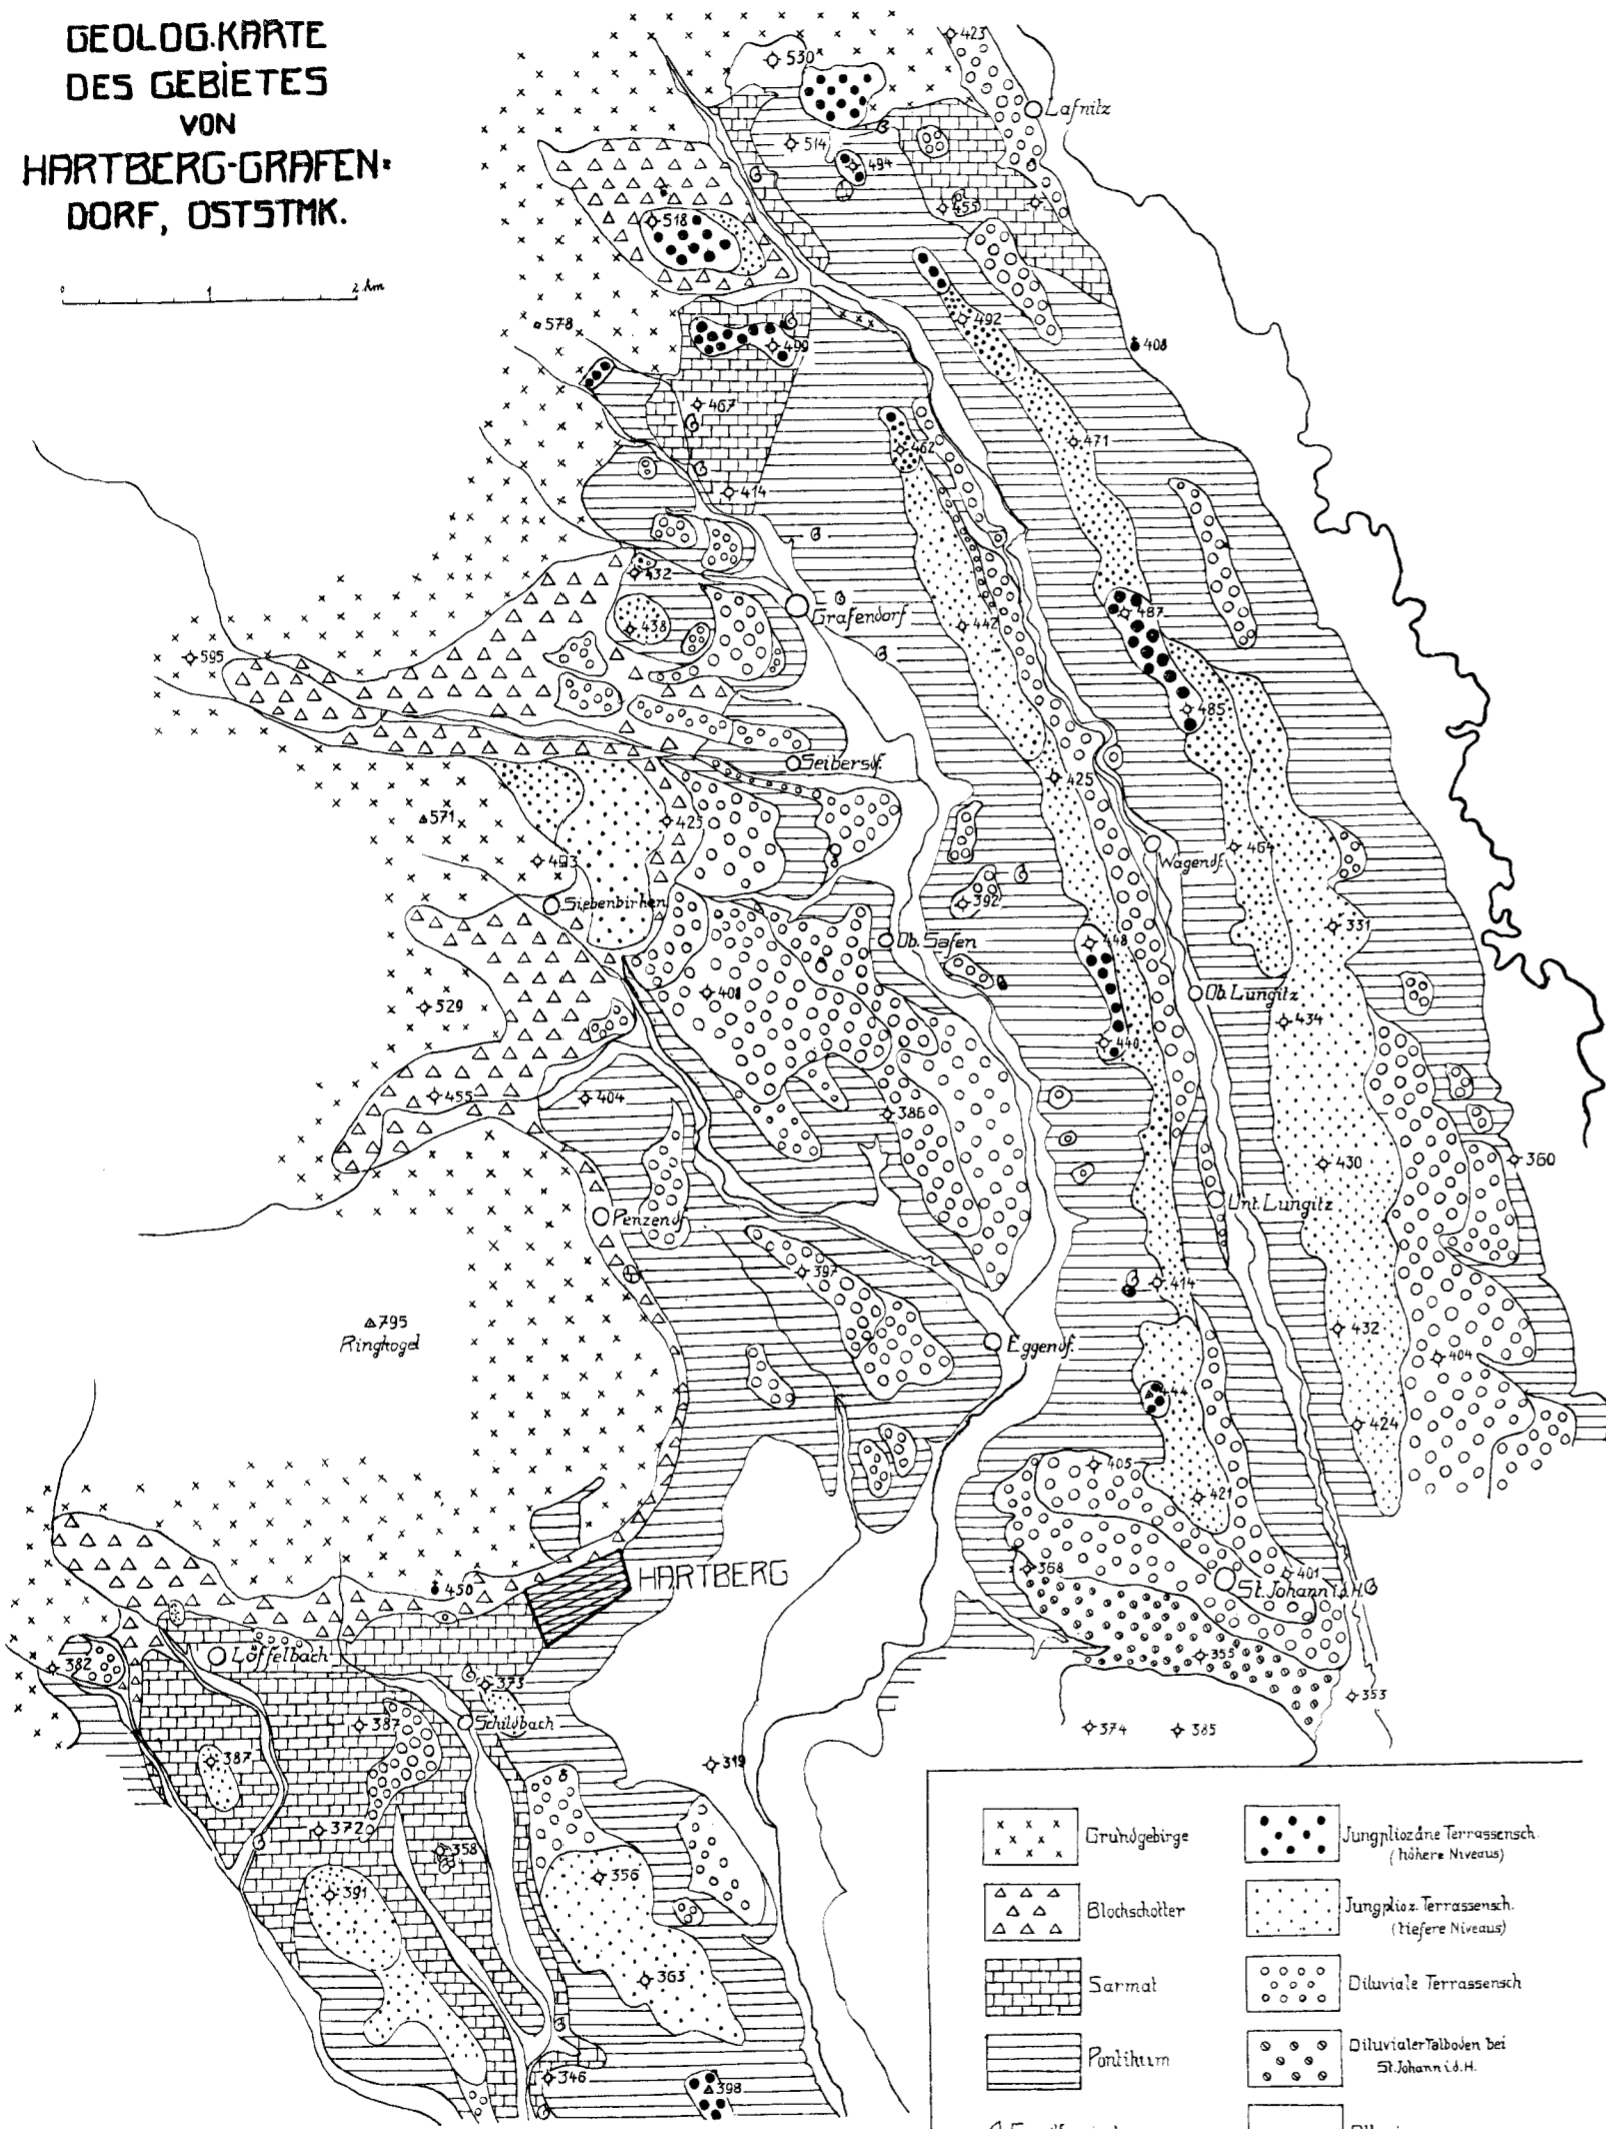 GEOLOG.KARTE
DES GEBIETES
VON
HARTBERG-GRAFEN=
DORF, OSTSTMK.
0 1 2 km
423
530
Lafnitz
514
494
518
455
578
492
408
499
467
471
462
414
432
Grafendorf
487
438
442
595
485
Seibersdf.
425
425
571
493
Wagendf.
464
Siebenbirken
392
331
448
Ob. Safen
408
Ob. Lungitz
529
434
440
455
404
386
430
360
Penzendf
Unt. Lungitz
397
414
795
Ringkogel
432
Eggendf.
404
444
424
405
421
HARTBERG
368
401
450
St. Johann i.d.H.
Löffelbach
382
355
373
353
387
Schildbach
374
385
387
319
372
358
356
391
363
346
398
Grundgebirge
Jungpliozäne Terrassensch.
(höhere Niveaus)
Blockschotter
Jungplioz. Terrassensch.
(tiefere Niveaus)
Sarmat
Diluviale Terrassensch
Pontikum
Diluvialer Talboden bei
St. Johann i.d.H.